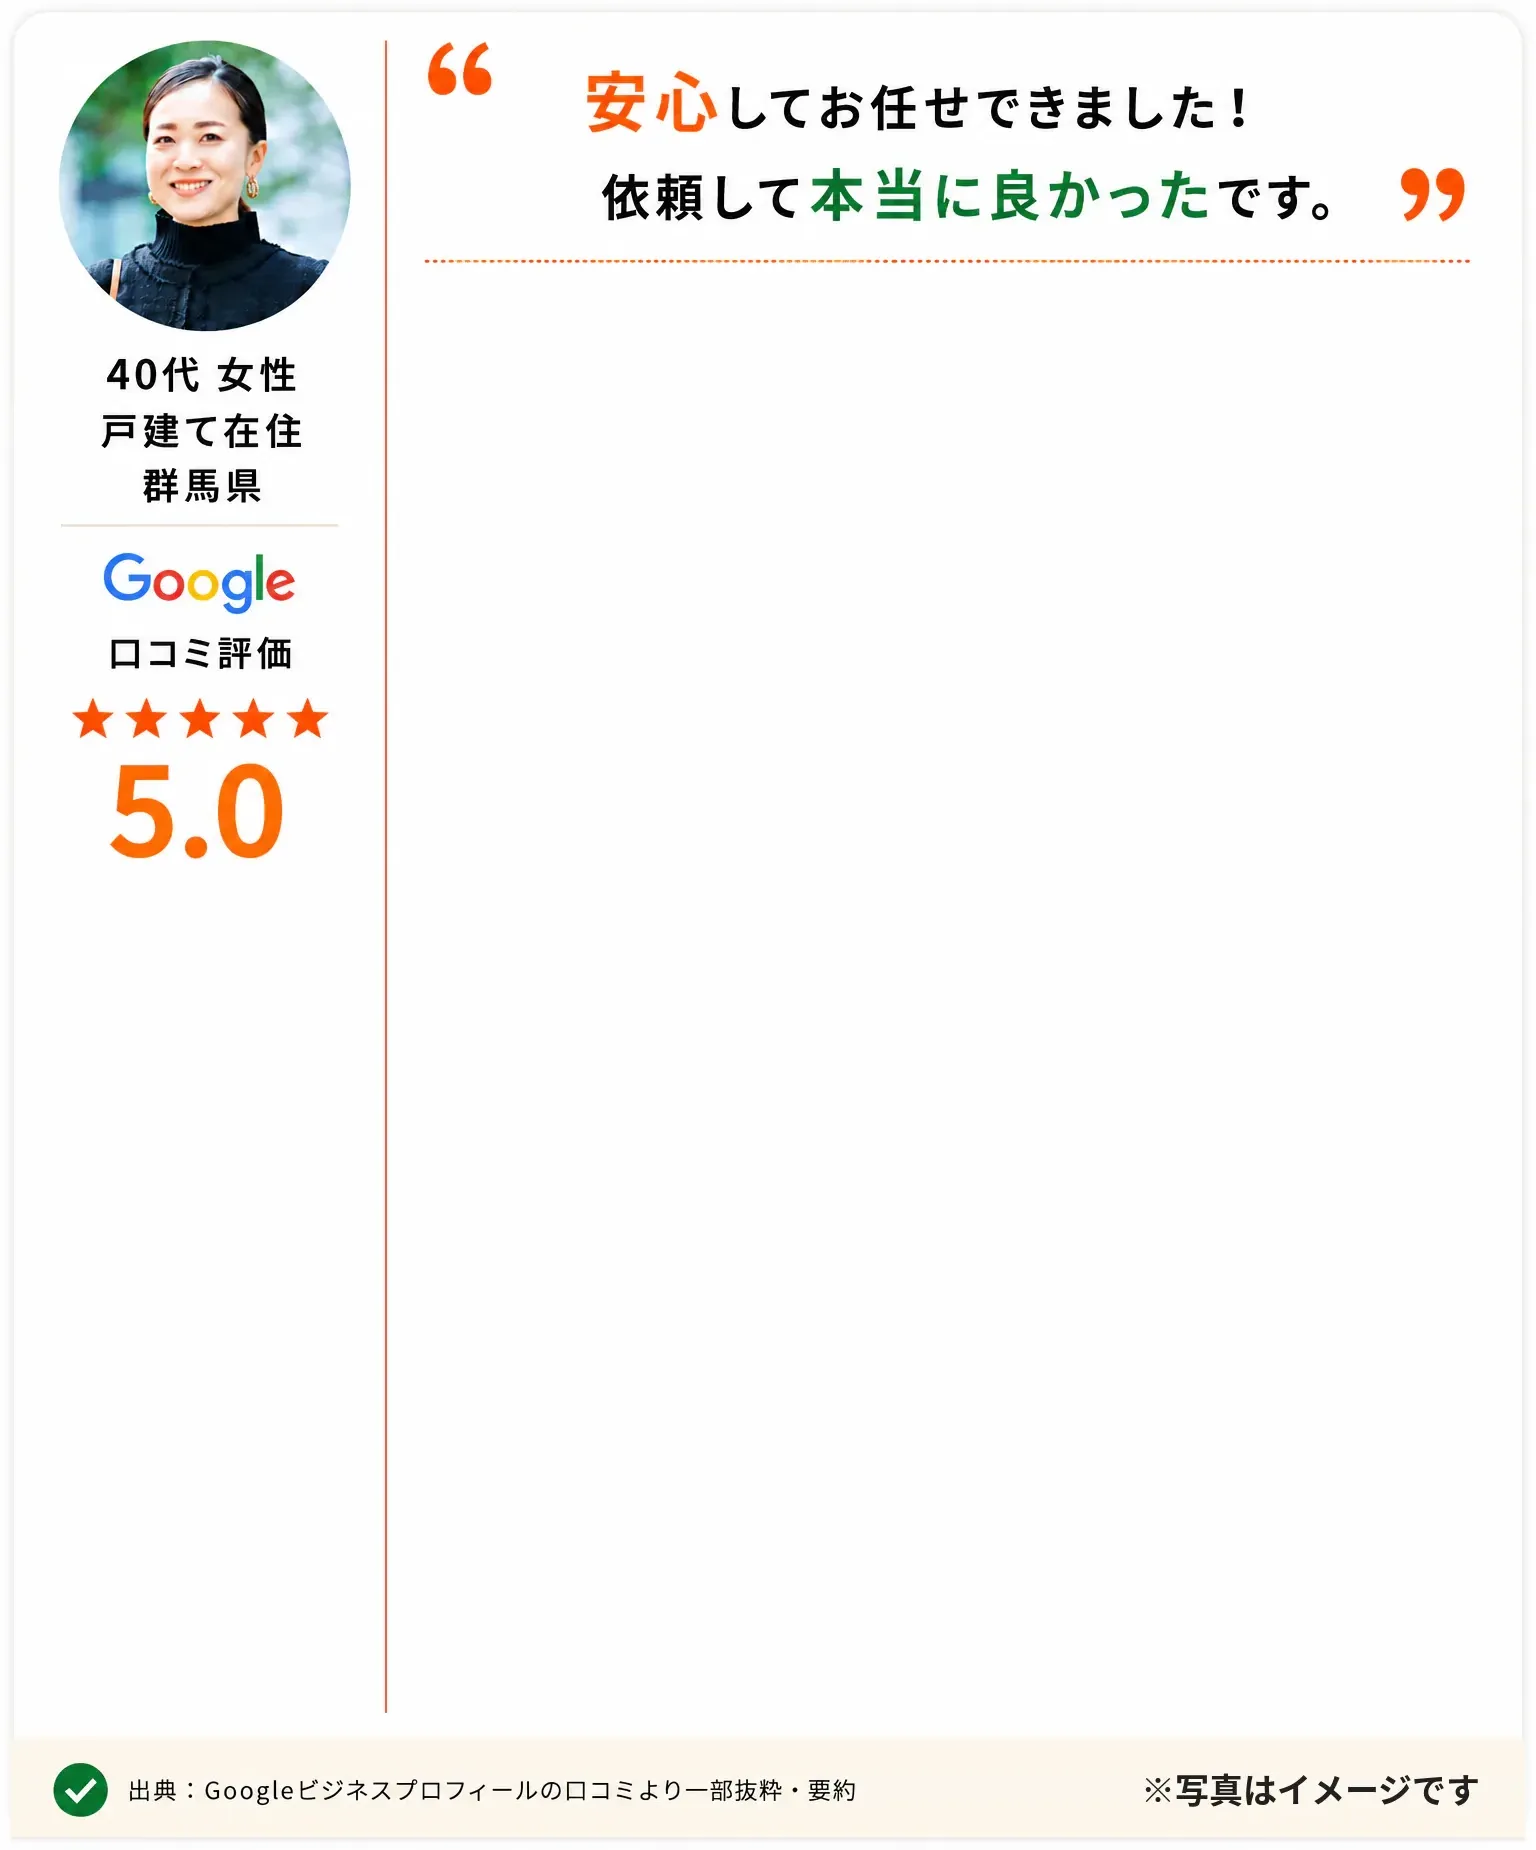 安心してお任せできました！
依頼して本当に良かったです。
40代 女性
戸建て在住
群馬県
Google
口コミ評価
★★★★★
5.0
出典：Googleビジネスプロフィールの口コミより一部抜粋・要約
※写真はイメージです